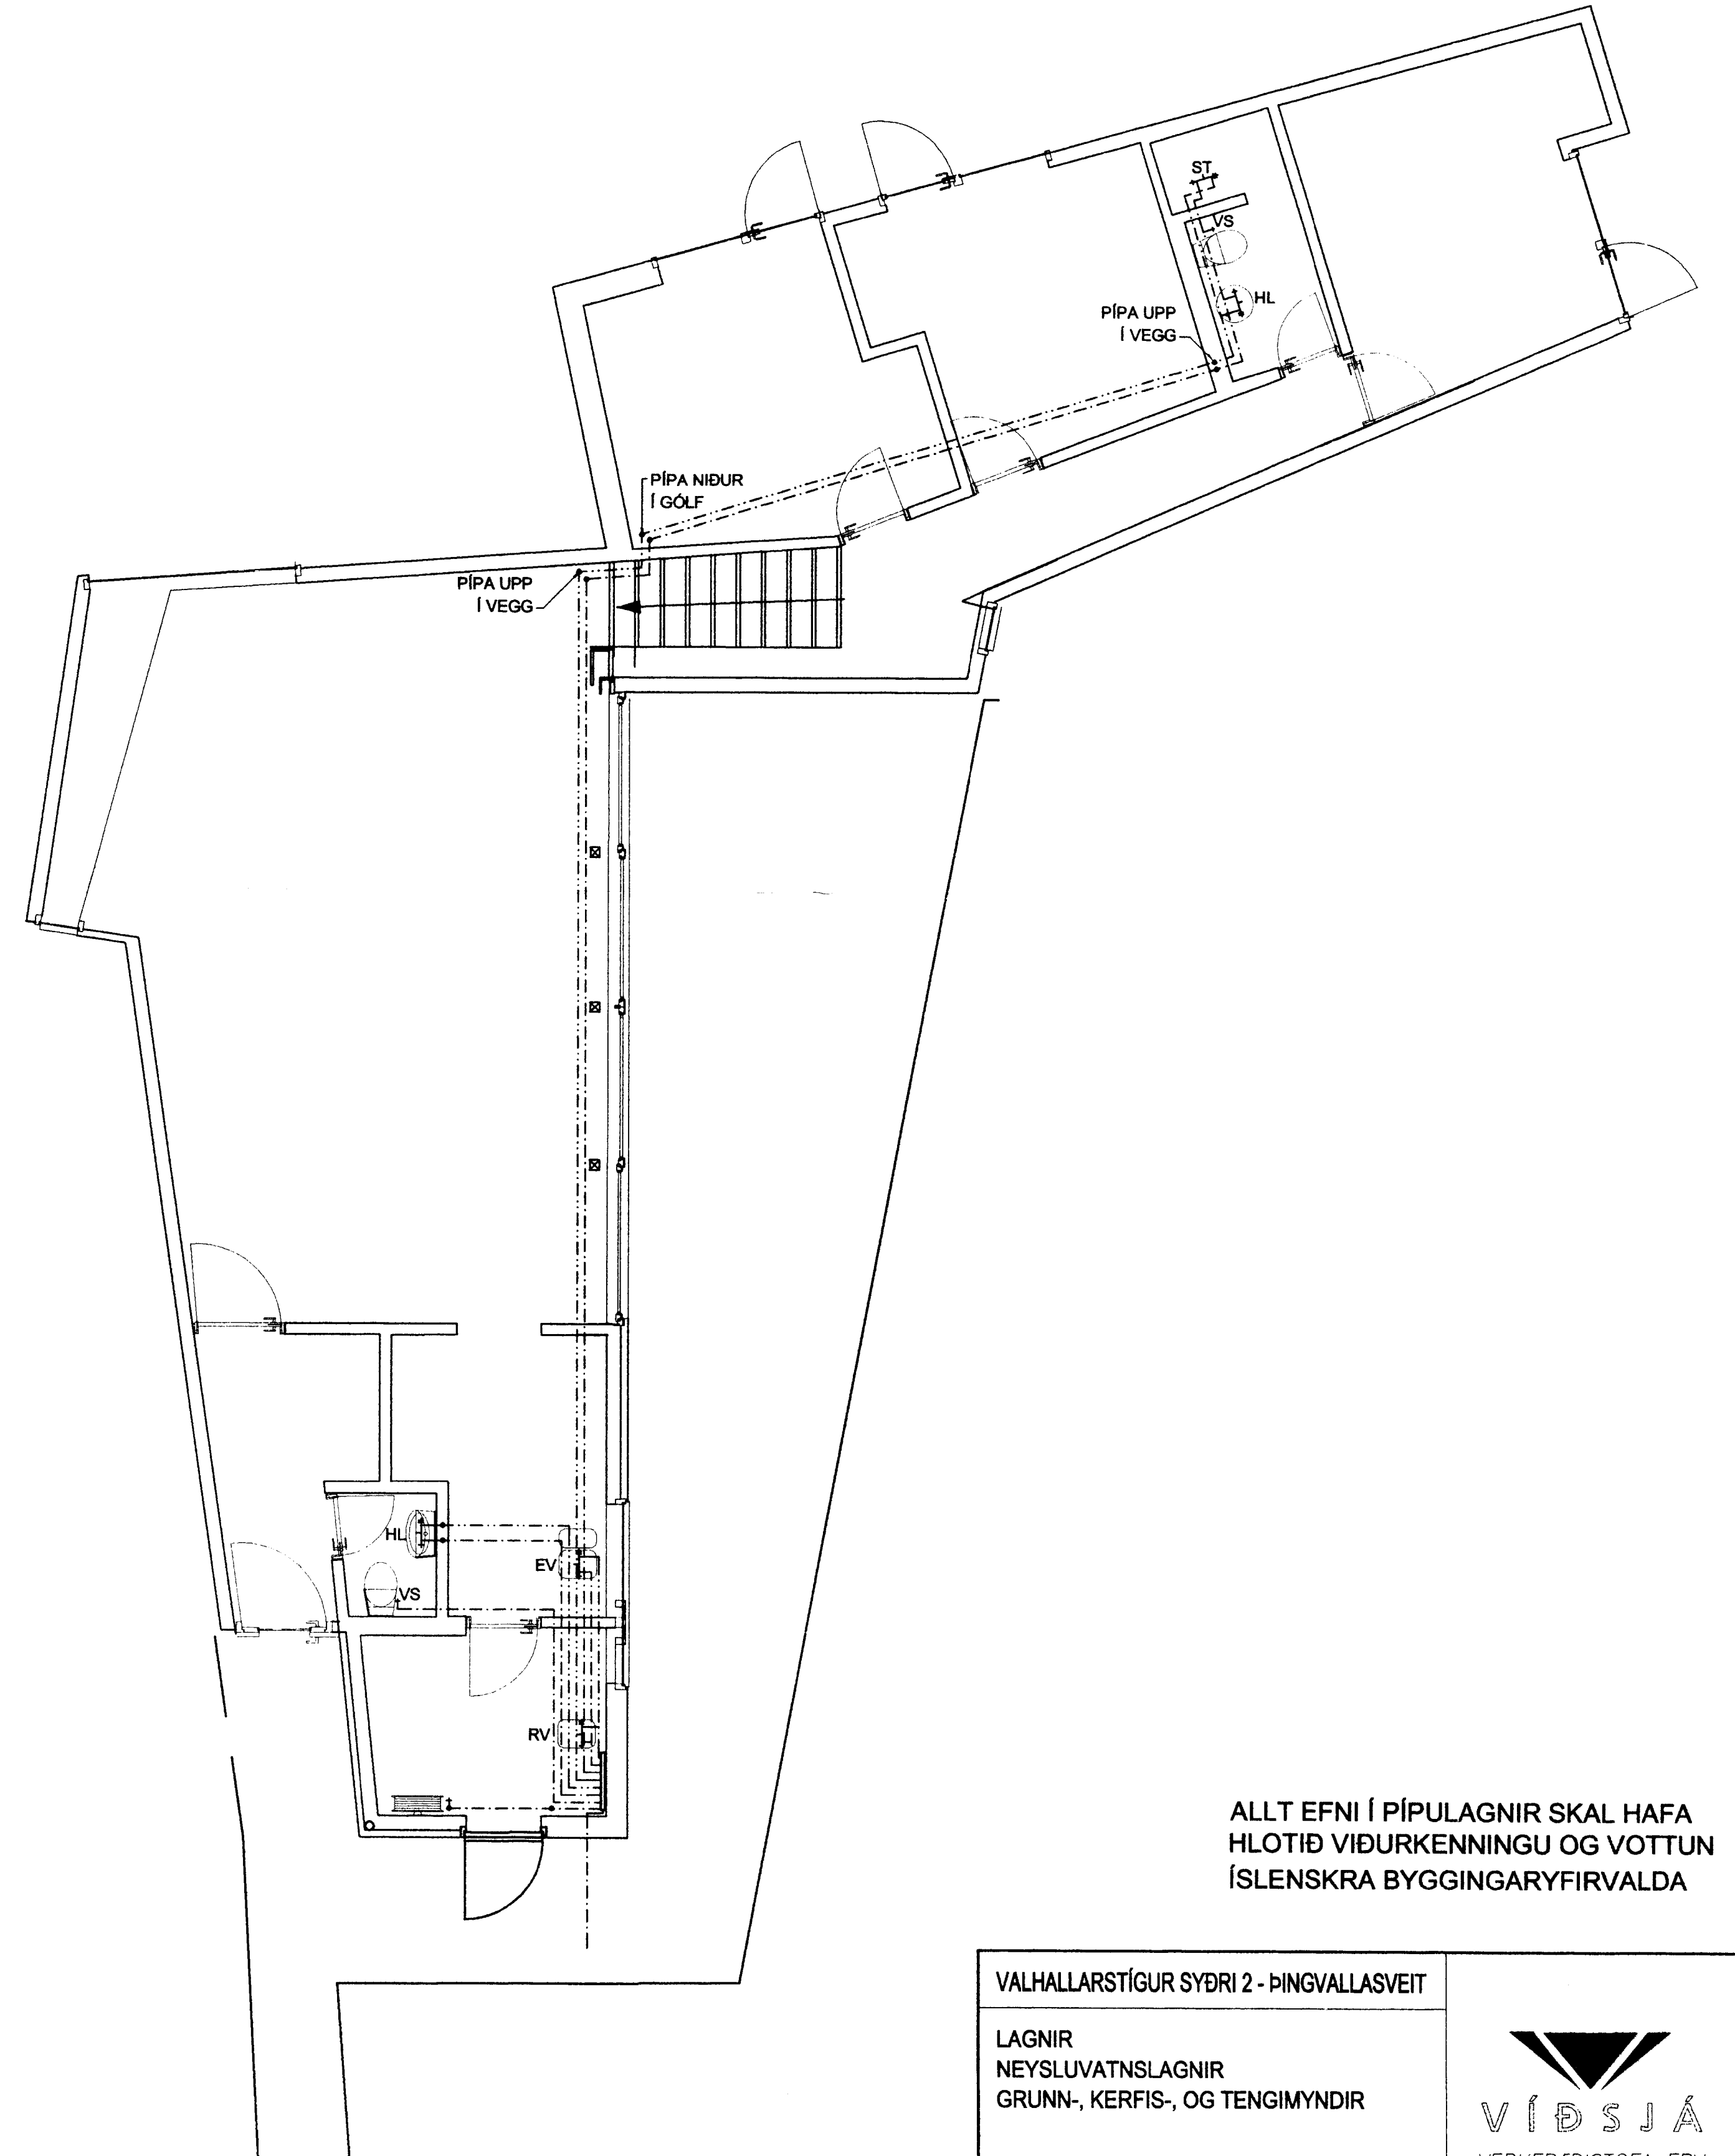 ST
VS
HL
PÍPA UPP
Í VEGG
PÍPA NIÐUR
Í GÓLF
PÍPA UPP
Í VEGG
HL
EV
VS
RV
ALLT EFNI Í PÍPULAGNIR SKAL HAFA
HLOTIÐ VIÐURKENNINGU OG VOTTUN
ÍSLENSKRA BYGGINGARYFIRVALDA
VALHALLARSTÍGUR SYÐRI 2 - ÞINGVALLASVEIT
LAGNIR
NEYSLUVATNSLAGNIR
GRUNN-, KERFIS-, OG TENGIMYNDIR
VÍÐSJÁ